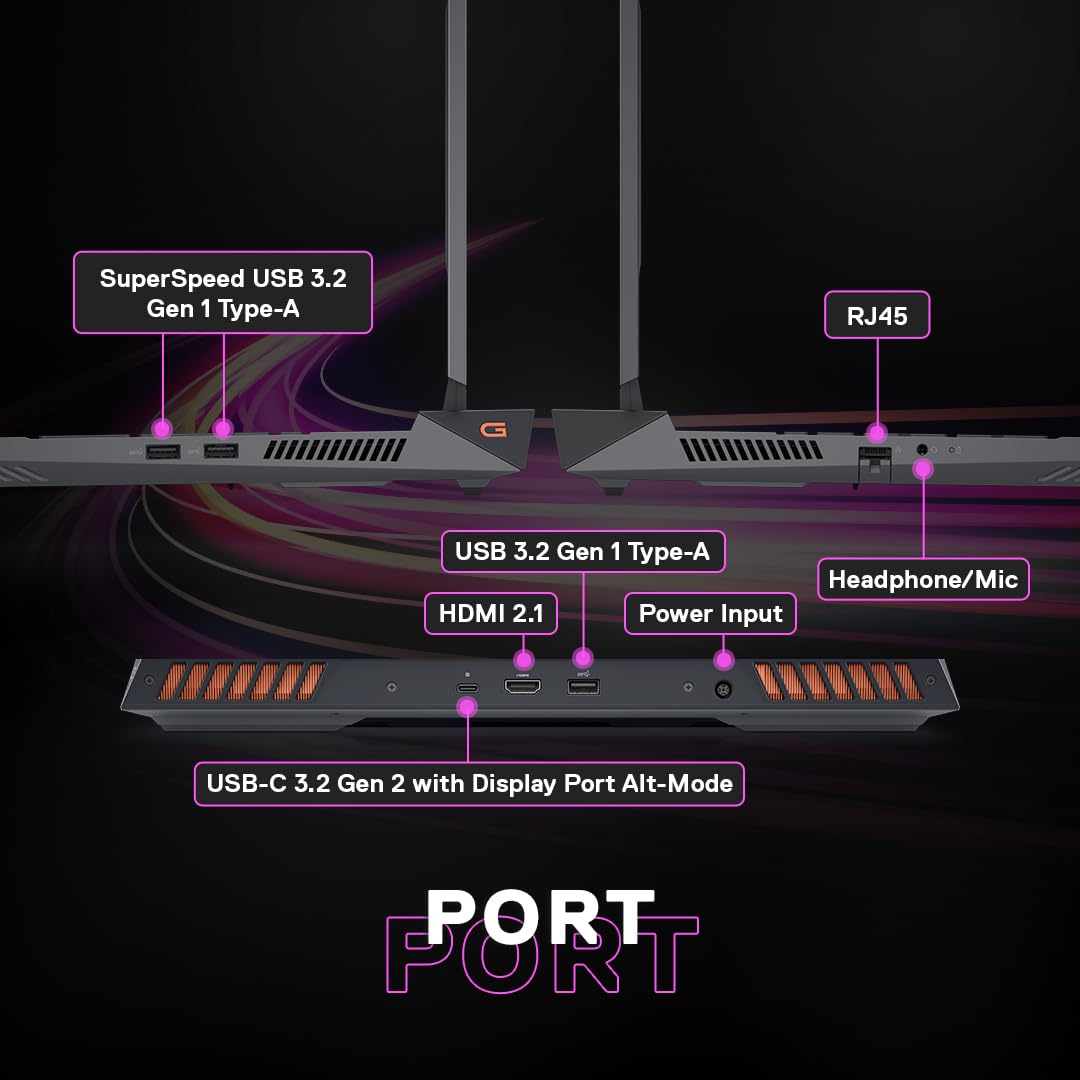 SuperSpeed USB 3.2
Gen 1 Type-A
RJ45
G
USB 3.2 Gen 1 Type-A
Headphone/Mic
HDMI 2.1
Power Input
USB-C 3.2 Gen 2 with Display Port Alt-Mode
PORT
PORT